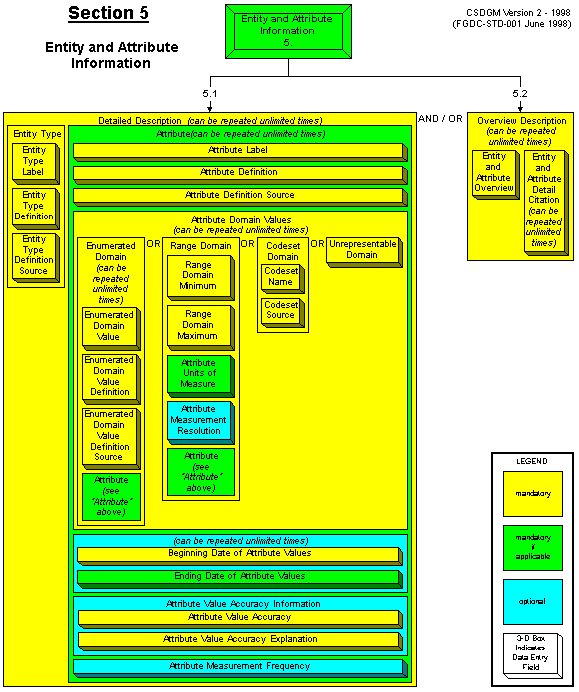 Section 5
Entity and Attribute
Information
Entity and Attribute
Information
5.
CSDGM Version 2 - 1998
(FGDC-STD-001 June 1998)
5.1
5.2
Detailed Description (can be repeated unlimited times)
AND / OR
Overview Description
(can be repeated
unlimited times)
Entity
and
Attribute
Overview
Entity
and
Attribute
Detail
Citation
(can be
repeated
unlimited
times)
Entity Type
Entity
Type
Label
Entity
Type
Definition
Entity
Type
Definition
Source
Attribute(can be repeated unlimited times)
Attribute Label
Attribute Definition
Attribute Definition Source
Attribute Domain Values
(can be repeated unlimited times)
Enumerated
Domain
(can be
repeated
unlimited
times)
Enumerated
Domain
Value
Enumerated
Domain
Value
Definition
Enumerated
Domain
Value
Definition
Source
Attribute
(see
"Attribute"
above)
OR
Range Domain
Range
Domain
Minimum
Range
Domain
Maximum
Attribute
Units of
Measure
Attribute
Measurement
Resolution
Attribute
(see
"Attribute"
above)
OR
Codeset
Domain
Codeset
Name
Codeset
Source
OR
Unrepresentable
Domain
(can be repeated unlimited times)
Beginning Date of Attribute Values
Ending Date of Attribute Values
Attribute Value Accuracy Information
Attribute Value Accuracy
Attribute Value Accuracy Explanation
Attribute Measurement Frequency
LEGEND
mandatory
mandatory
if
applicable
optional
3-D Box
Indicates
Data Entry
Field